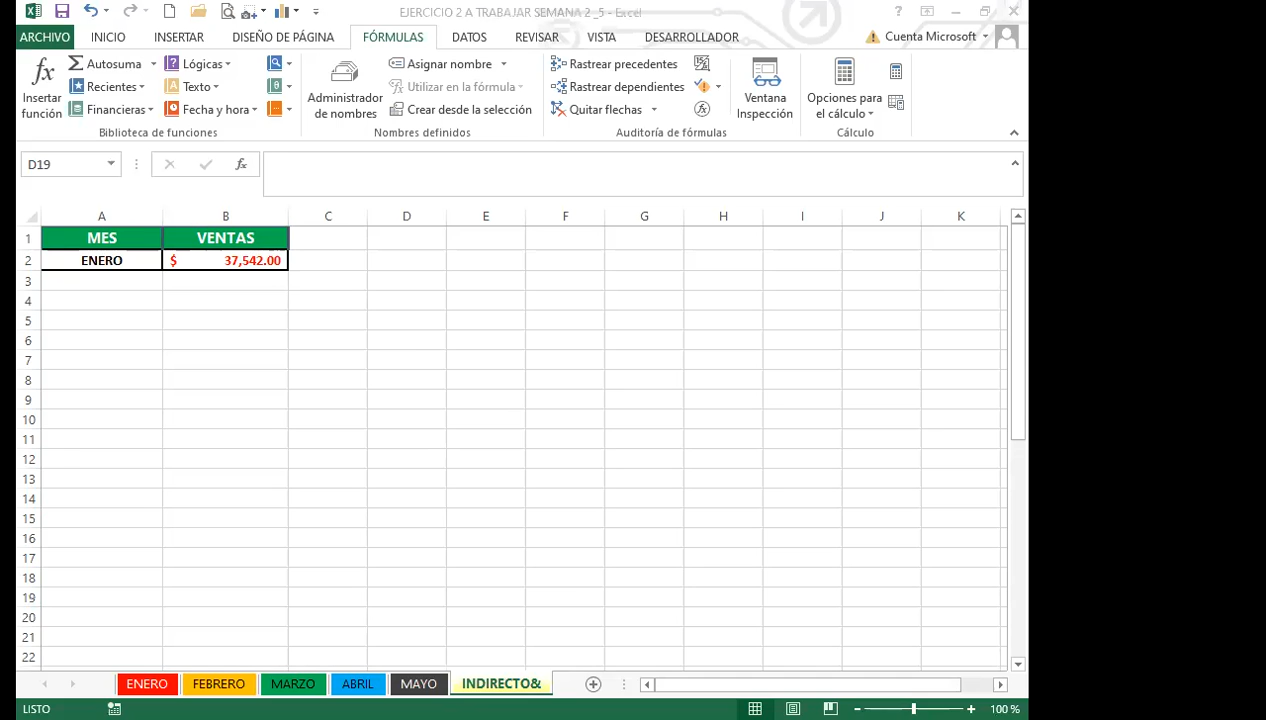 EJERCICIO 2 A TRABAJAR SEMANA 2_5 - Excel
?
ARCHIVO INICIO INSERTAR DISEÑO DE PÁGINA FÓRMULAS DATOS REVISAR VISTA DESARROLLADOR Cuenta Microsoft
fx Insertar función
Autosuma
Recientes
Financieras
Lógicas
Texto
Fecha y hora
Biblioteca de funciones
Administrador de nombres
Asignar nombre
Utilizar en la fórmula
Crear desde la selección
Nombres definidos
Rastrear precedentes
Rastrear dependientes
Quitar flechas
Auditoría de fórmulas
Ventana Inspección
Opciones para el cálculo
Cálculo
D19 fx
A B C D E F G H I J K
1 MES VENTAS
2 ENERO $ 37,542.00
3
4
5
6
7
8
9
10
11
12
13
14
15
16
17
18
19
20
21
22
ENERO FEBRERO MARZO ABRIL MAYO INDIRECTO&
LISTO 100 %